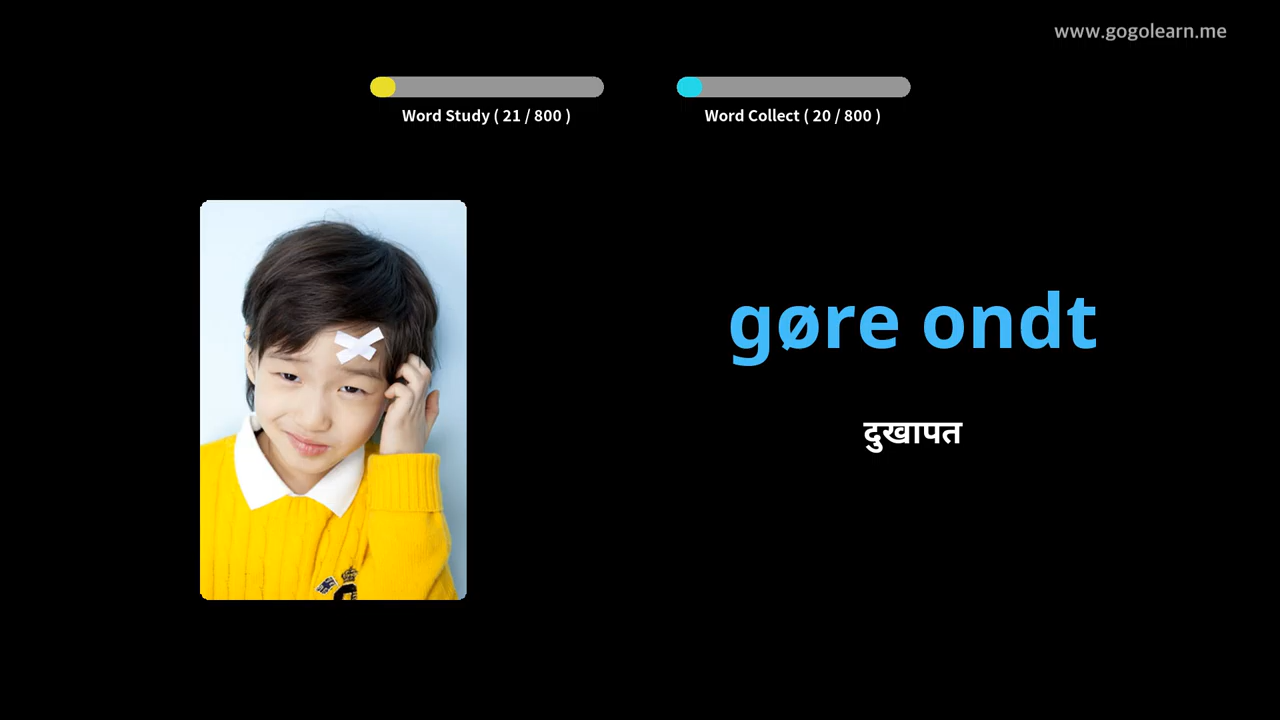 www.gogolearn.me
Word Study ( 21 / 800 )
Word Collect ( 20 / 800 )
gøre ondt
दुखापत